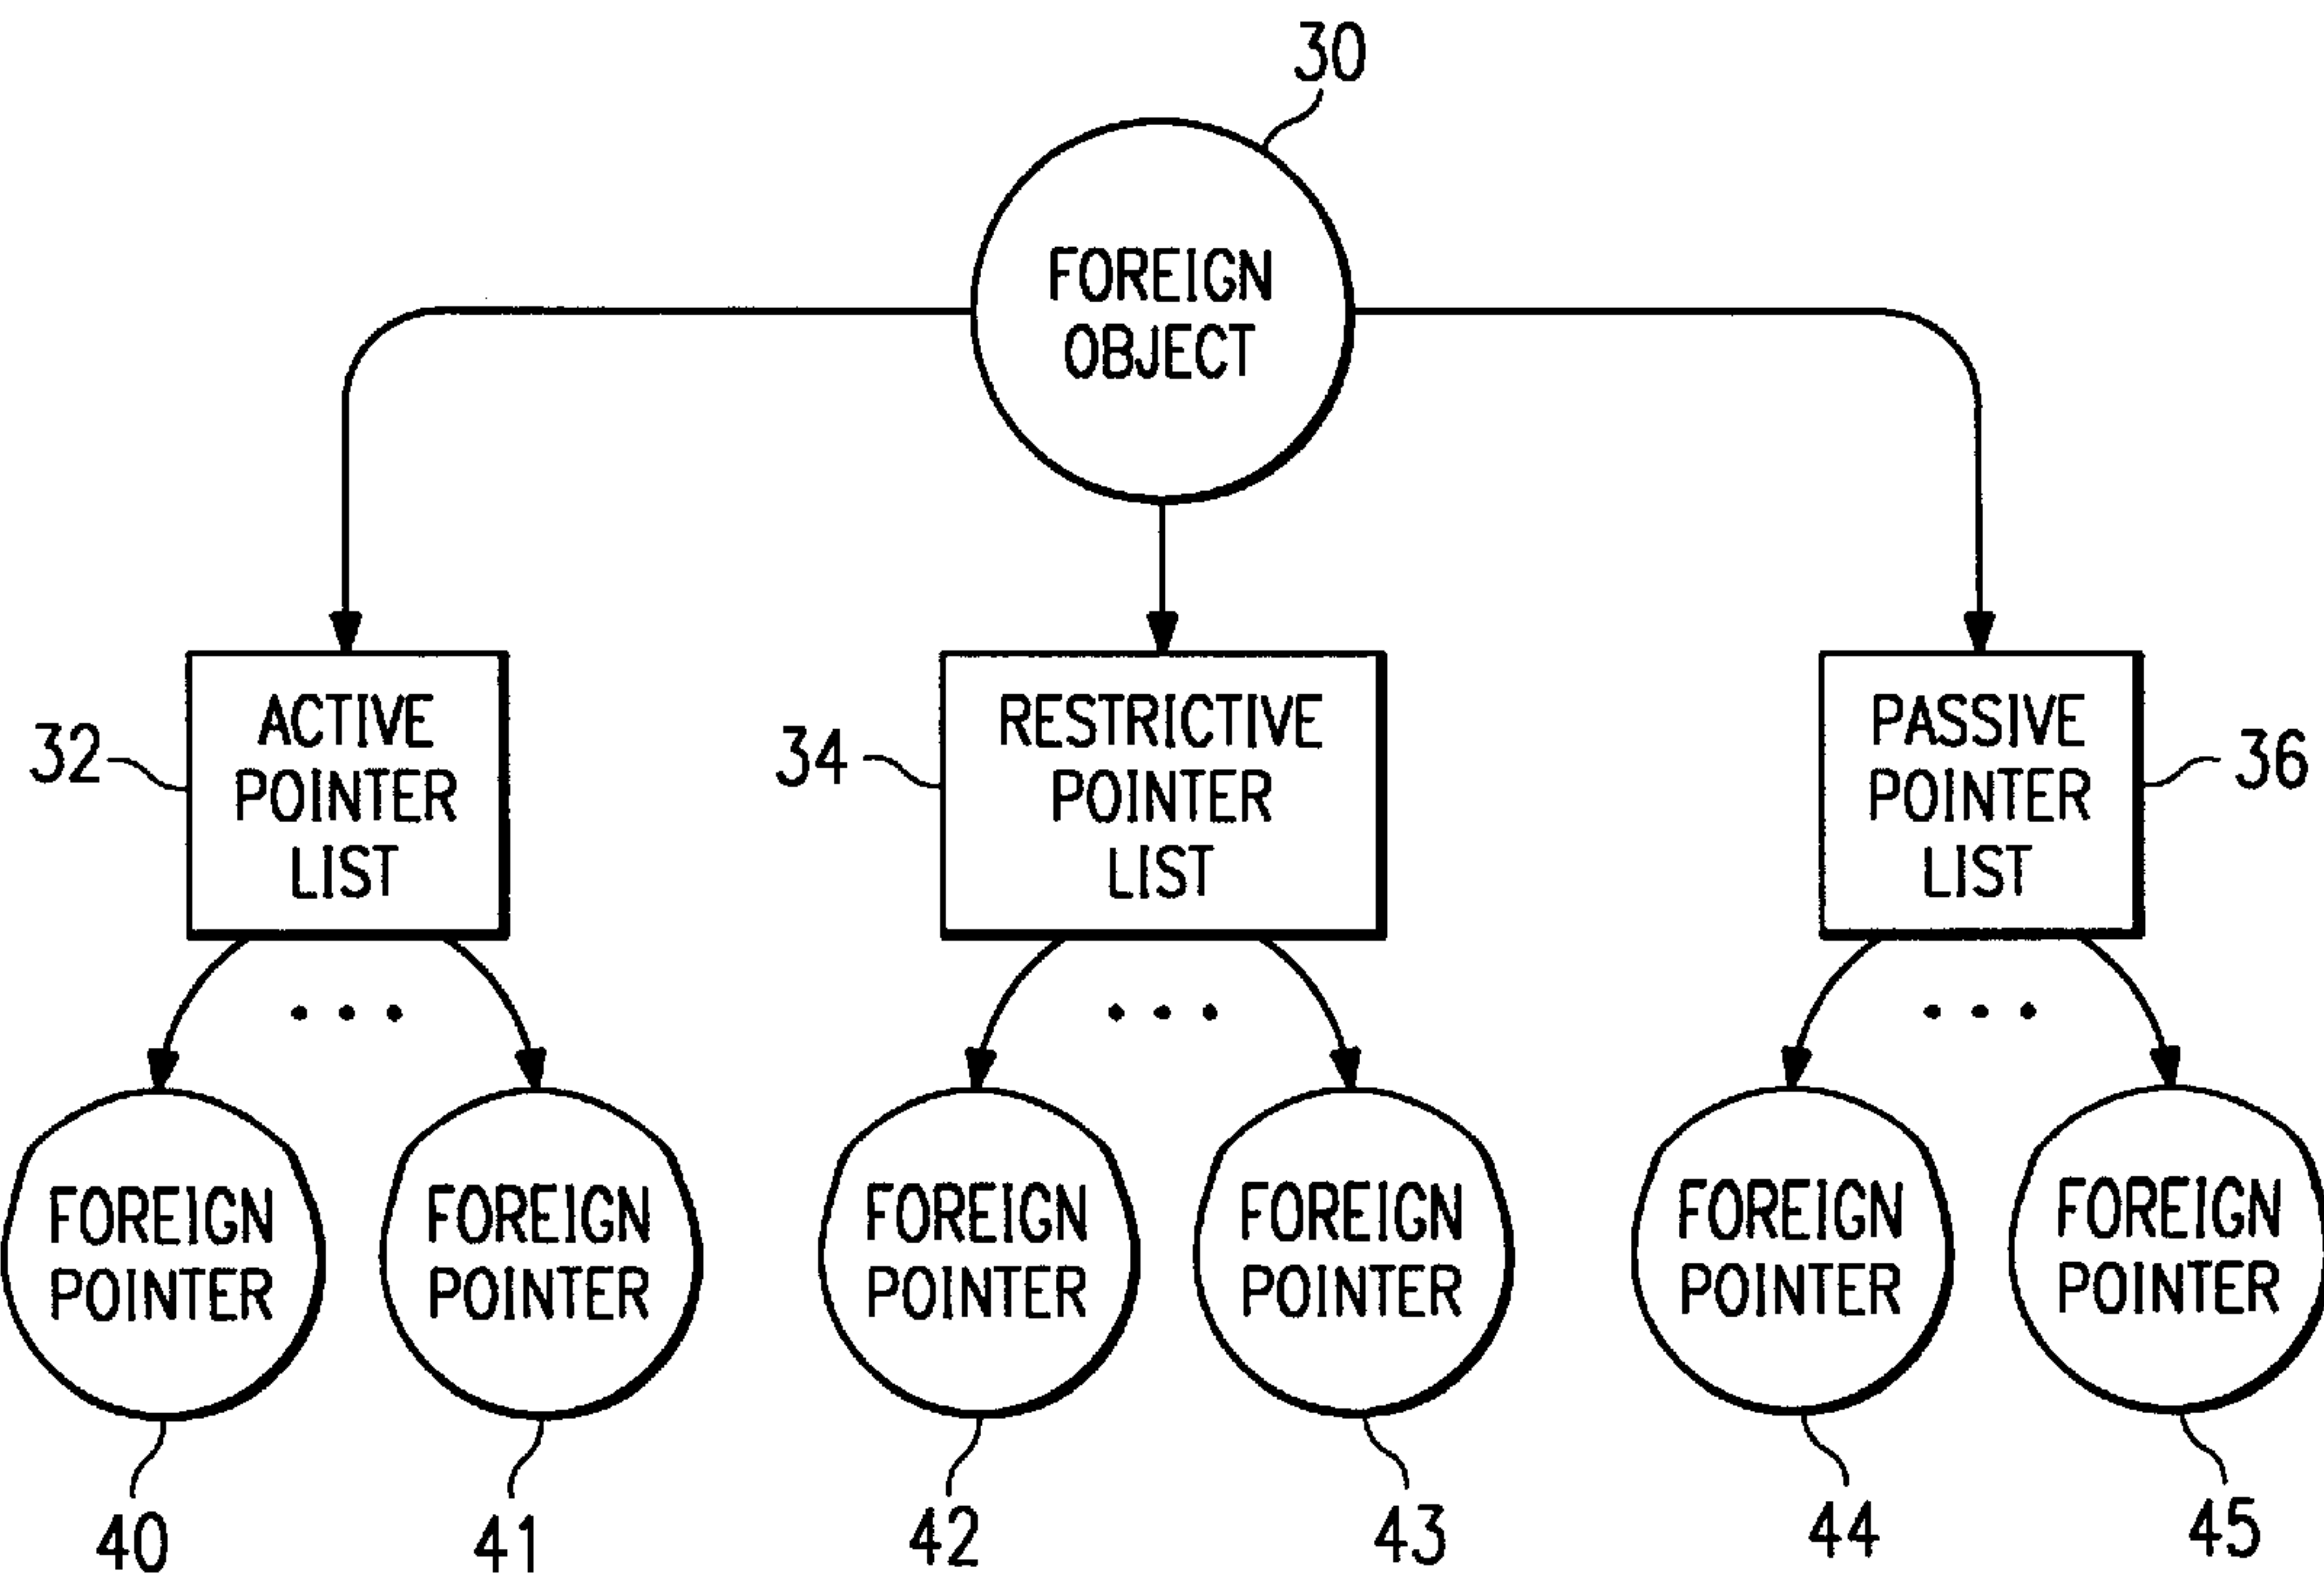 30
FOREIGN
OBJECT
32
ACTIVE
POINTER
LIST
34
RESTRICTIVE
POINTER
LIST
PASSIVE
POINTER
LIST
36
FOREIGN
POINTER
FOREIGN
POINTER
FOREIGN
POINTER
FOREIGN
POINTER
FOREIGN
POINTER
FOREIGN
POINTER
40
41
42
43
44
45